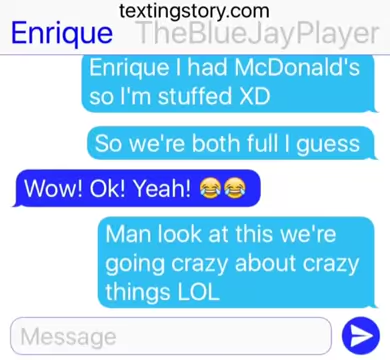 textingstory.com
Enrique TheBlueJayPlayer
Enrique I had McDonald's
so I'm stuffed XD
So we're both full I guess
Wow! Ok! Yeah! 😂😂
Man look at this we're
going crazy about crazy
things LOL
Message